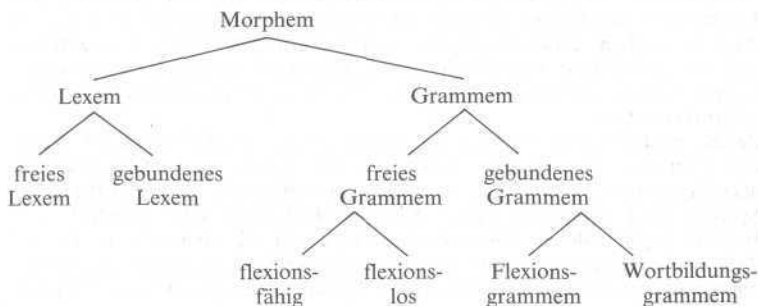 Morphem
Lexem Grammem
freies gebundenes freies gebundenes
Lexem Lexem Grammem Grammem
flexions- flexions- Flexions- Wortbildungs-
fähig los grammem grammem